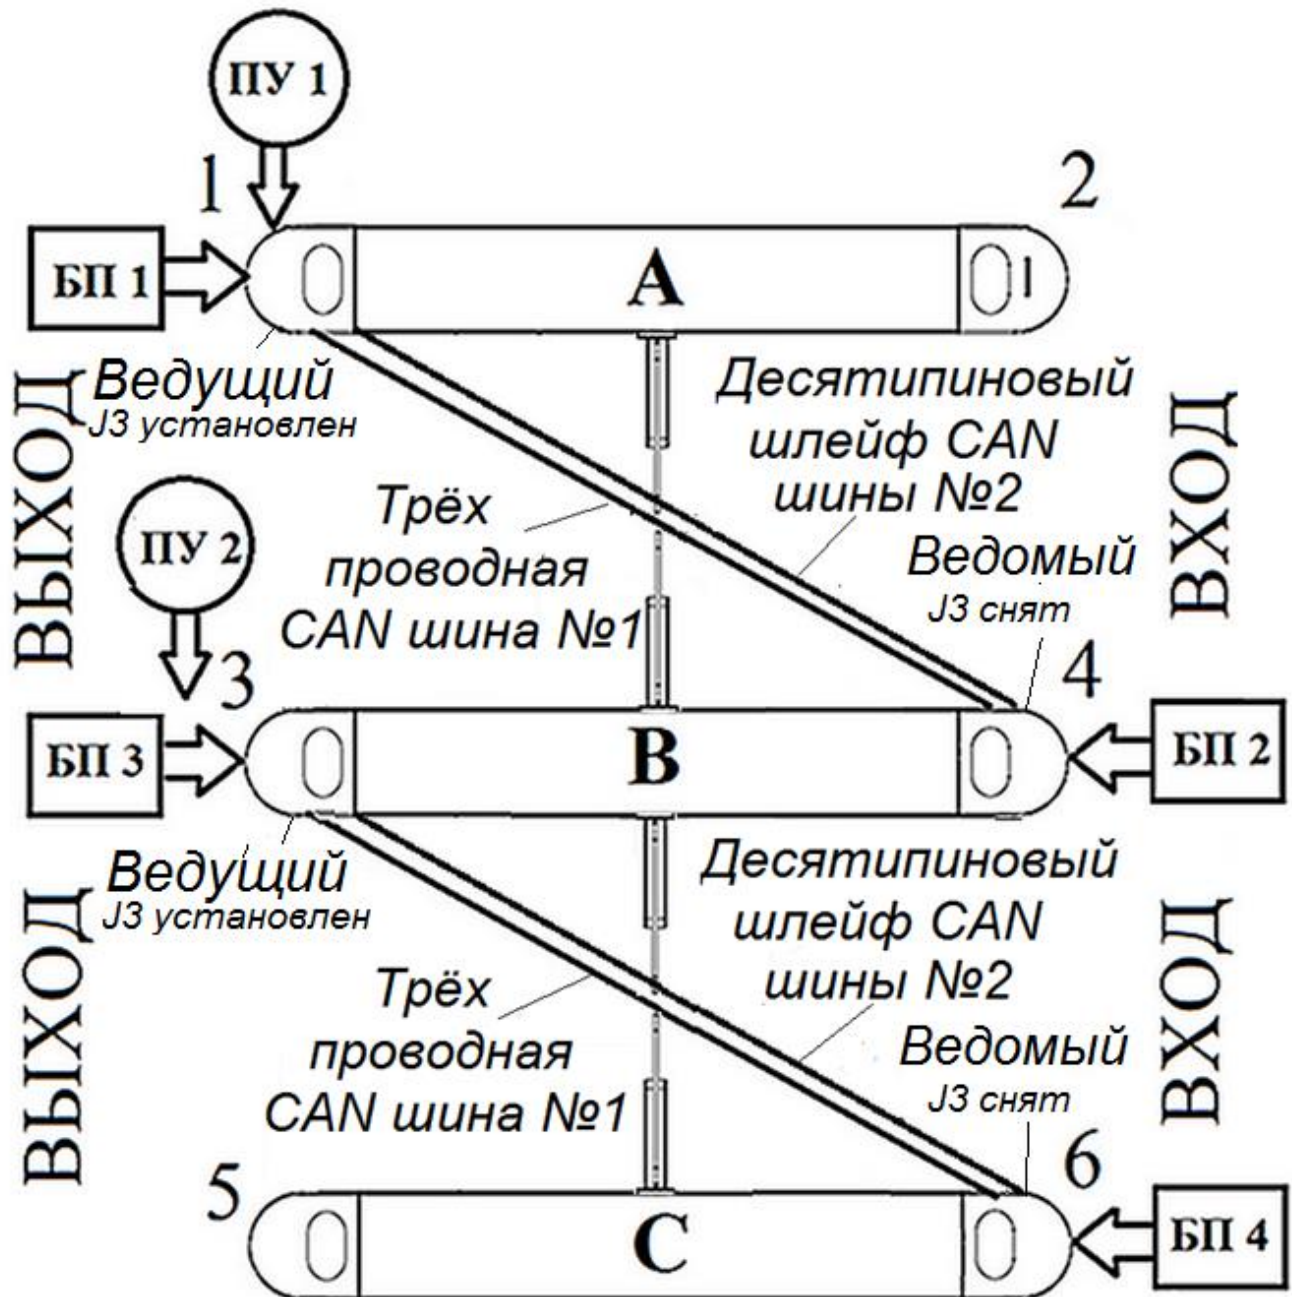 ПУ 1
1
2
БП 1
А
Ведущий
J3 установлен
Десятипиновый
шлейф CAN
шины №2
ВЫХОД
ВХОД
Трёх
проводная
CAN шина №1
Ведомый
J3 снят
ПУ 2
3
4
БП 3
В
БП 2
Ведущий
J3 установлен
Десятипиновый
шлейф CAN
шины №2
ВЫХОД
ВХОД
Трёх
проводная
CAN шина №1
Ведомый
J3 снят
5
6
С
БП 4